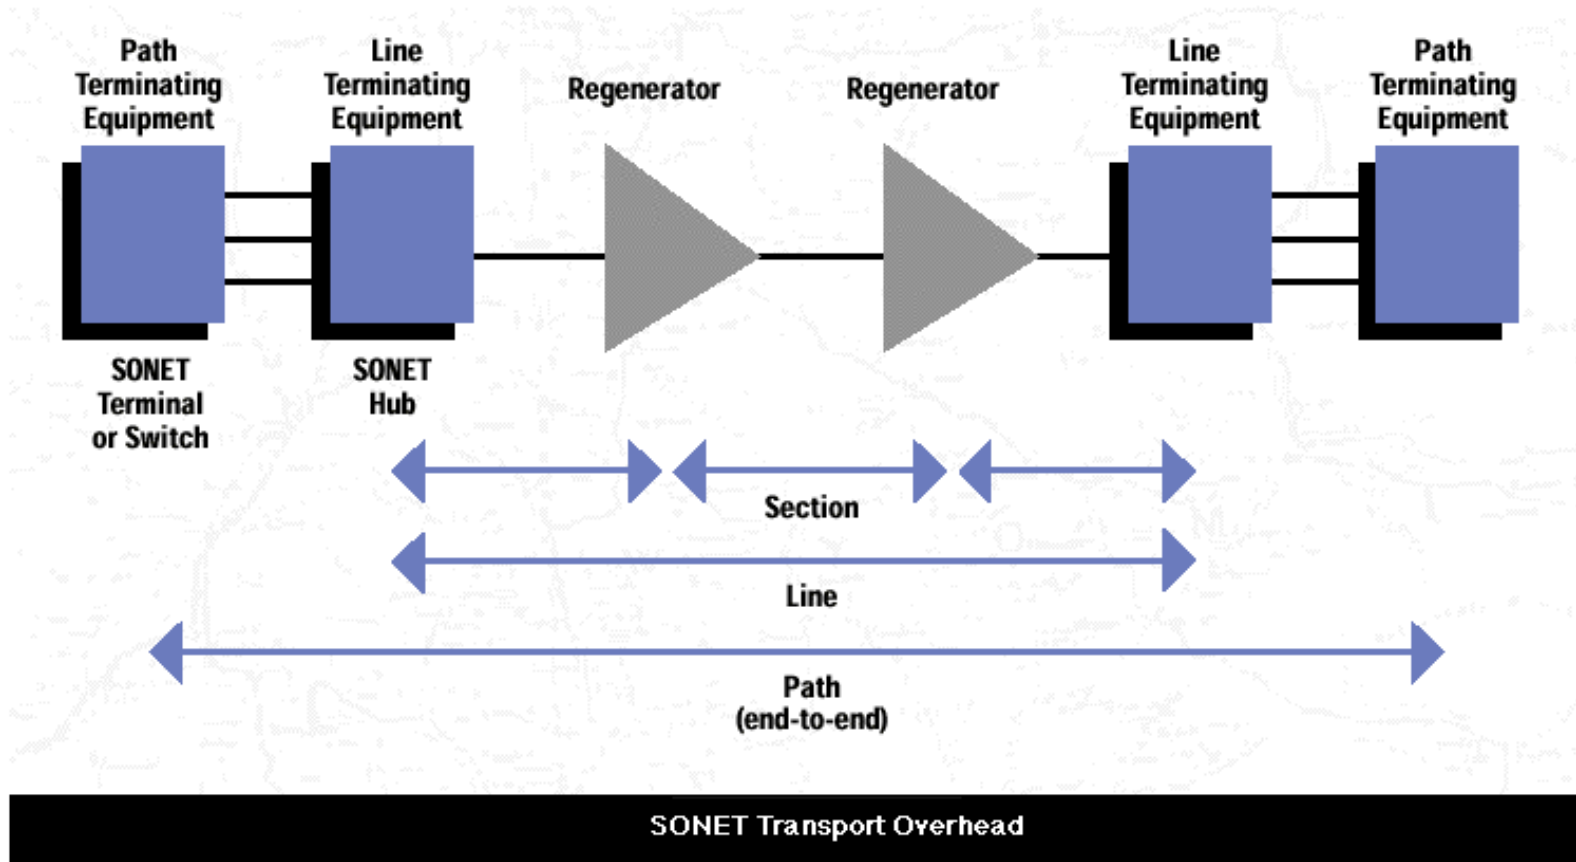 Path
Terminating
Equipment
Line
Terminating
Equipment
Regenerator
Regenerator
Line
Terminating
Equipment
Path
Terminating
Equipment
SONET
Terminal
or Switch
SONET
Hub
Section
Line
Path
(end-to-end)
SONET Transport Overhead